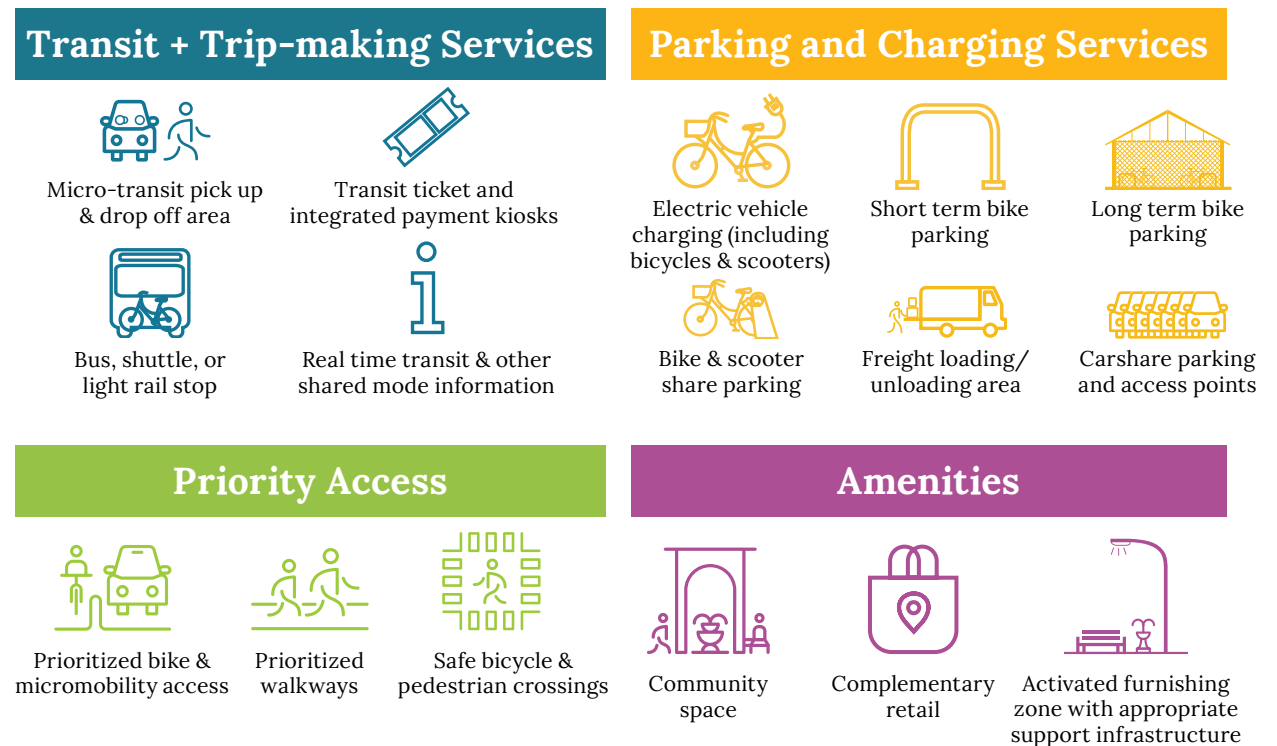 Transit + Trip-making Services
Micro-transit pick up
& drop off area
Transit ticket and
integrated payment kiosks
Bus, shuttle, or
light rail stop
Real time transit & other
shared mode information
Parking and Charging Services
Electric vehicle
charging (including
bicycles & scooters)
Short term bike
parking
Long term bike
parking
Bike & scooter
share parking
Freight loading/
unloading area
Carshare parking
and access points
Priority Access
Prioritized bike &
micromobility access
Prioritized
walkways
Safe bicycle &
pedestrian crossings
Amenities
Community
space
Complementary
retail
Activated furnishing
zone with appropriate
support infrastructure